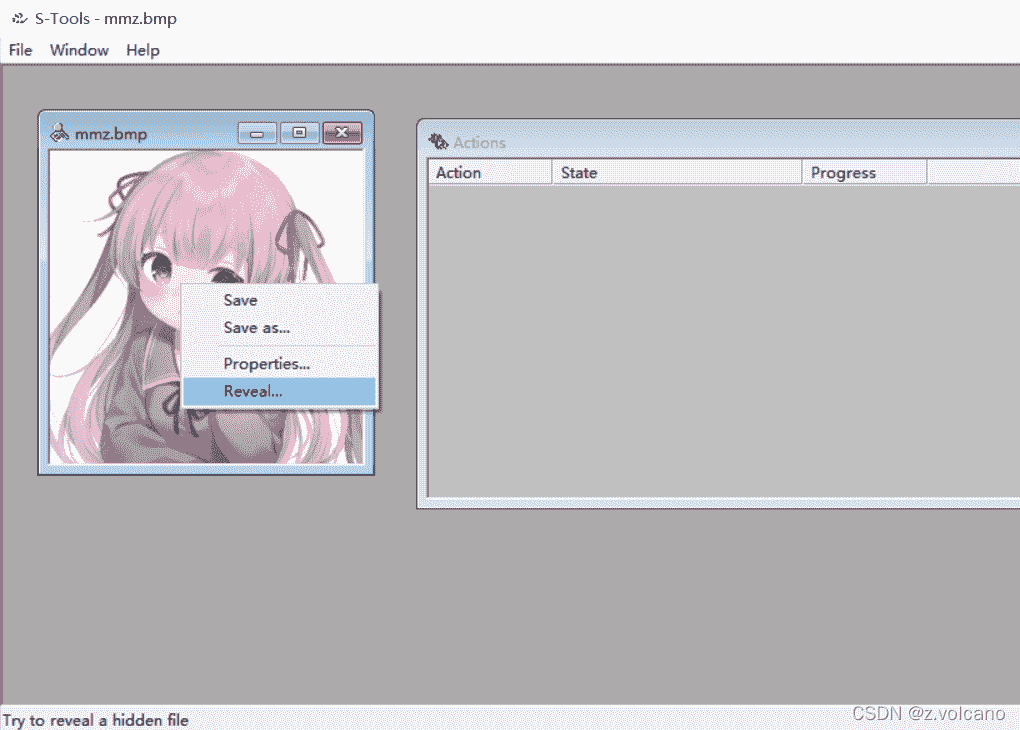 S-Tools - mmz.bmp
File Window Help
mmz.bmp
Actions
Action State Progress
Save
Save as...
Properties...
Reveal...
Try to reveal a hidden file
CSDN @z.volcano